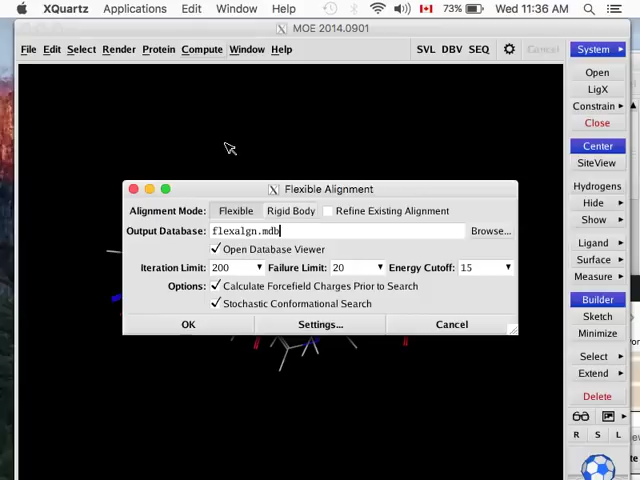 XQuartz Applications Edit Window Help 73% Wed 11:36 AM
MOE 2014.0901
File Edit Select Render Protein Compute Window Help SVL DBV SEQ Cancel
System
Open
LigX
Constrain
Close
Center
SiteView
Hydrogens
Hide
Show
Ligand
Surface
Measure
Builder
Sketch
Minimize
Select
Extend
Delete
R S L
Flexible Alignment
Alignment Mode: Flexible Rigid Body Refine Existing Alignment
Output Database: flexalgn.mdb Browse...
Open Database Viewer
Iteration Limit: 200 Failure Limit: 20 Energy Cutoff: 15
Options: Calculate Forcefield Charges Prior to Search
Stochastic Conformational Search
OK Settings... Cancel